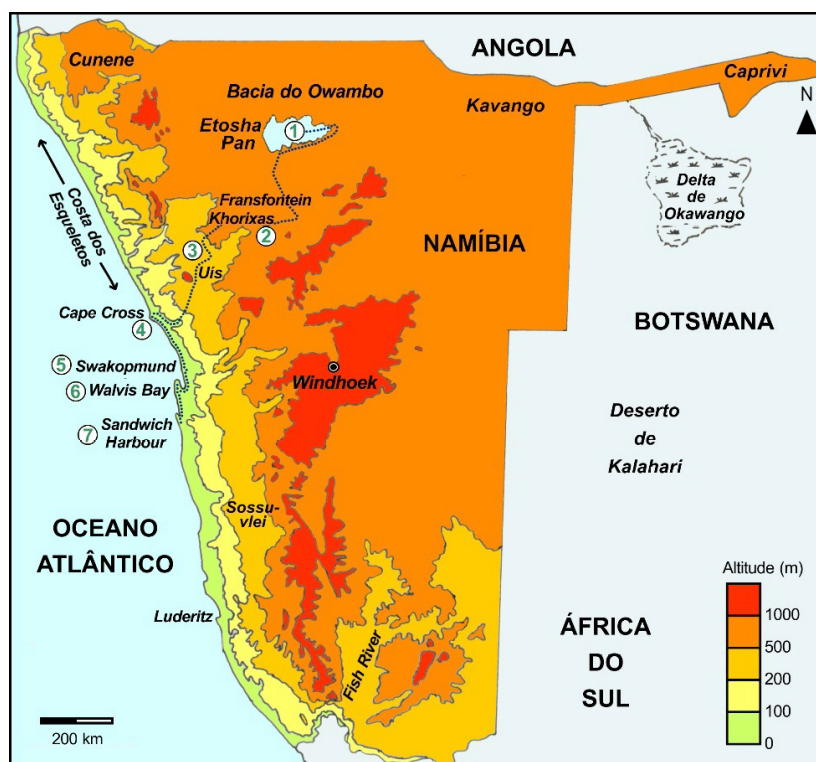 ANGOLA
Cunene
Caprivi
Bacia do Owambo
Kavango
N
Etosha
Pan
1
Delta
de
Okawango
Costa dos
Esqueletos
Fransfontein
Khorixas
2
NAMÍBIA
3
Uis
Cape Cross
4
BOTSWANA
5 Swakopmund
6 Walvis Bay
Windhoek
7 Sandwich
Harbour
Deserto
de
Kalahari
Sossu-
vlei
OCEANO
ATLÂNTICO
Luderitz
Fish River
ÁFRICA
DO
SUL
Altitude (m)
1000
500
200
100
0
200 km